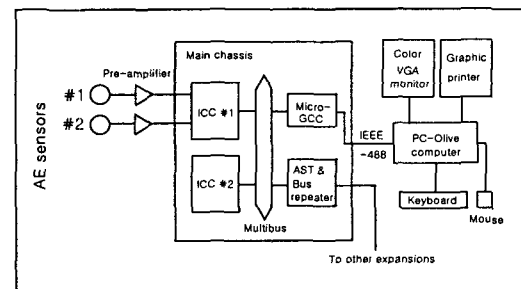 AE sensors
#1
#2
Pre-amplifier
Main chassis
ICC #1
ICC #2
Multibus
Micro-
GCC
AST &
Bus
repeater
IEEE
-488
Color
VGA
monitor
Graphic
printer
PC-Olive
computer
Keyboard
Mouse
To other expansions